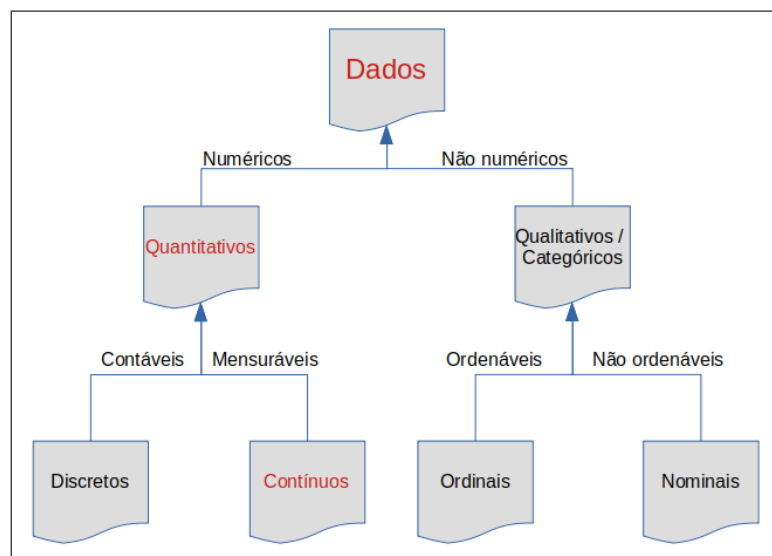 Dados
Numéricos
Não numéricos
Quantitativos
Qualitativos /
Categóricos
Contáveis
Mensuráveis
Ordenáveis
Não ordenáveis
Discretos
Contínuos
Ordinais
Nominais